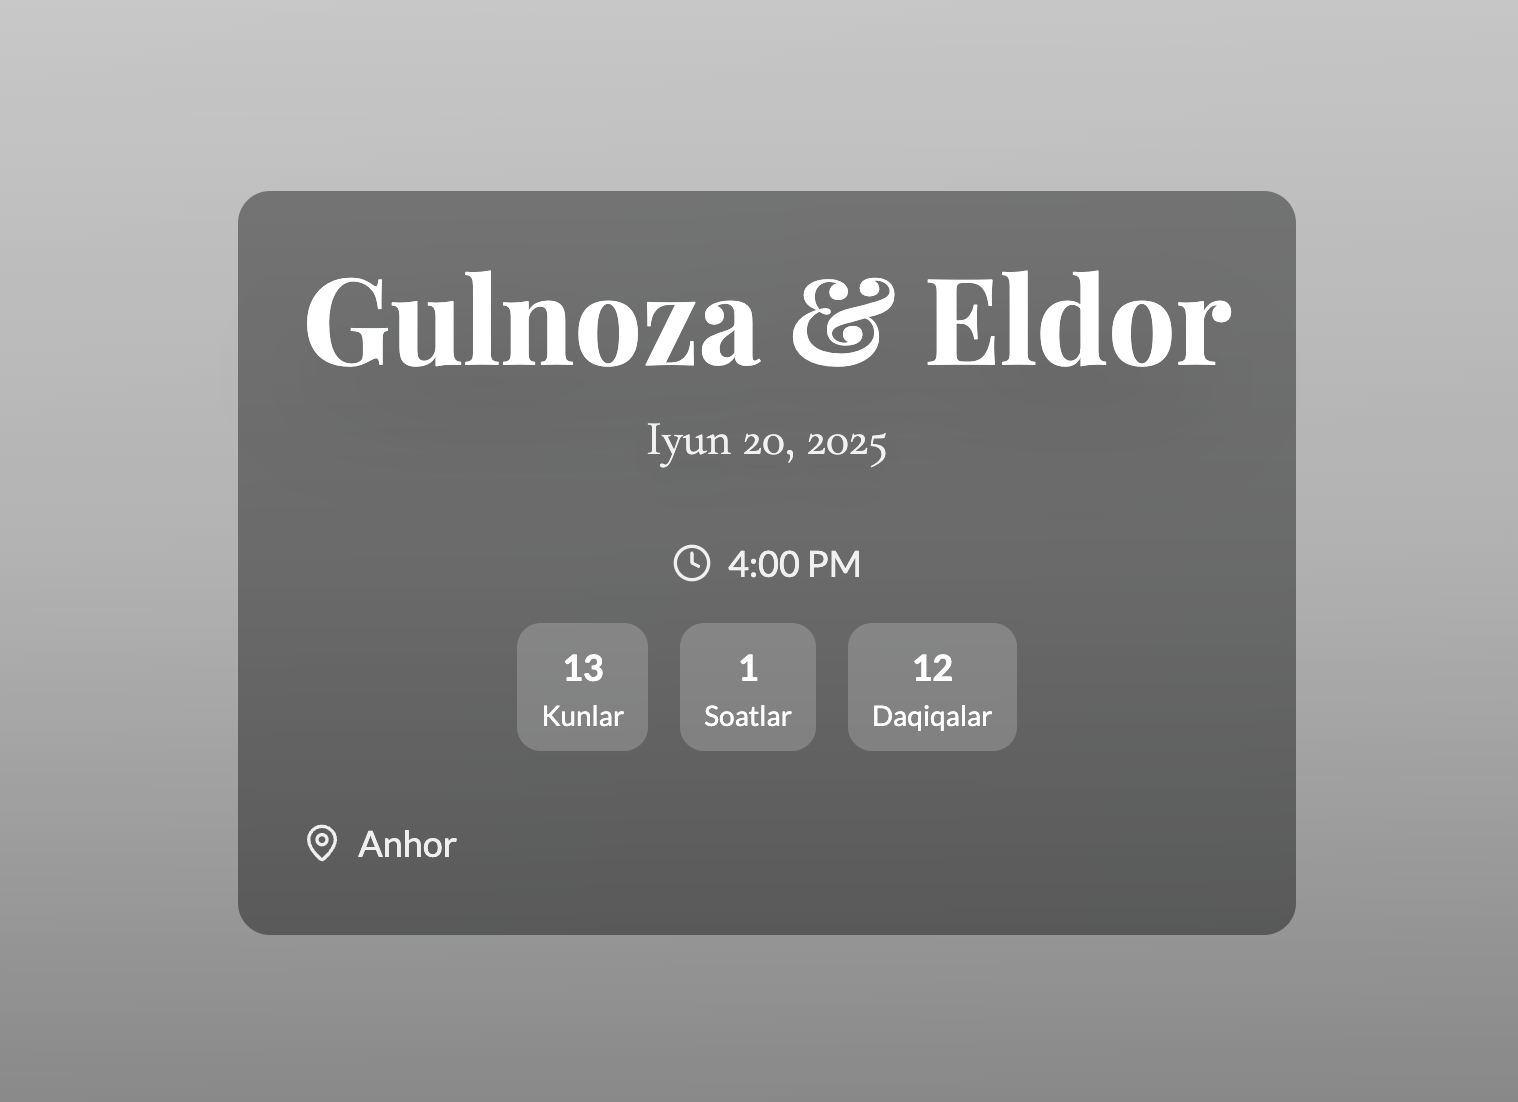 Gulnoza & Eldor
Iyun 20, 2025
4:00 PM
13 1 12
Kunlar Soatlar Daqiqalar
Anhor